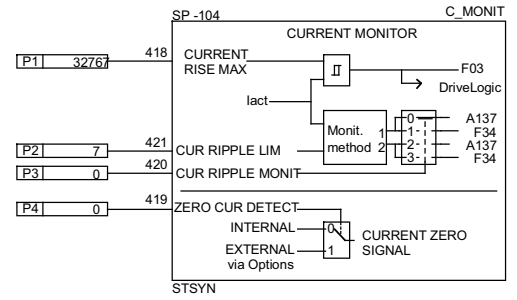 SP -104 C_MONIT
CURRENT MONITOR
P1 32767 418 CURRENT RISE MAX
F03
DriveLogic
Iact
P2 7 421 CUR RIPPLE LIM
Monit. method 1 2
0 A137
1 F34
2 A137
3 F34
P3 0 420 CUR RIPPLE MONIT
P4 0 419 ZERO CUR DETECT
INTERNAL 0
EXTERNAL 1
via Options
CURRENT ZERO SIGNAL
STSYN